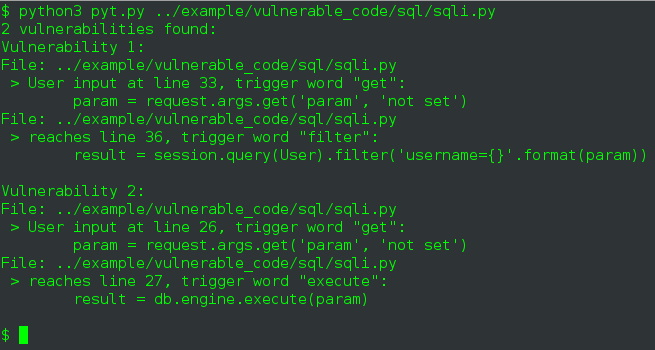 $ python3 pyt.py ../example/vulnerable_code/sql/sqli.py
2 vulnerabilities found:
Vulnerability 1:
File: ../example/vulnerable_code/sql/sqli.py
 > User input at line 33, trigger word "get":
        param = request.args.get('param', 'not set')
File: ../example/vulnerable_code/sql/sqli.py
 > reaches line 36, trigger word "filter":
        result = session.query(User).filter('username={}'.format(param))

Vulnerability 2:
File: ../example/vulnerable_code/sql/sqli.py
 > User input at line 26, trigger word "get":
        param = request.args.get('param', 'not set')
File: ../example/vulnerable_code/sql/sqli.py
 > reaches line 27, trigger word "execute":
        result = db.engine.execute(param)

$